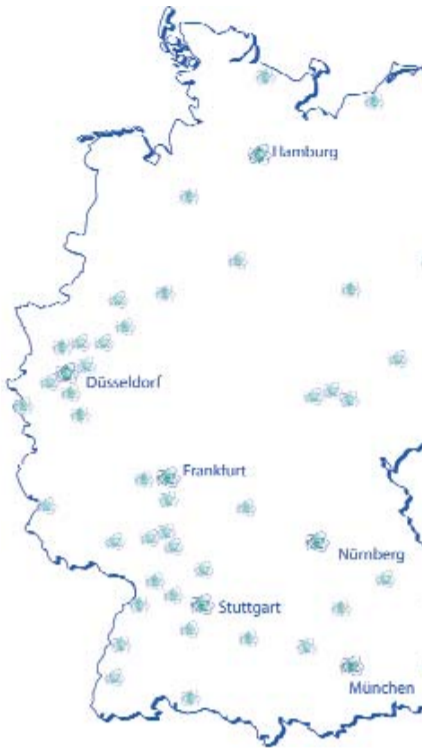 Hamburg
Düsseldorf
Frankfurt
Nürnberg
Stuttgart
München